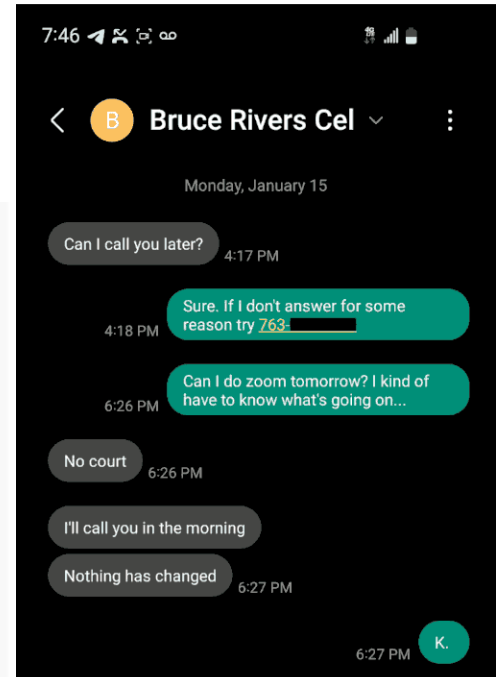 7:46
B Bruce Rivers Cel
Monday, January 15
Can I call you later?
4:17 PM
Sure. If I don't answer for some
reason try 763-
4:18 PM
Can I do zoom tomorrow? I kind of
have to know what's going on...
6:26 PM
No court
6:26 PM
I'll call you in the morning
Nothing has changed
6:27 PM
K.
6:27 PM